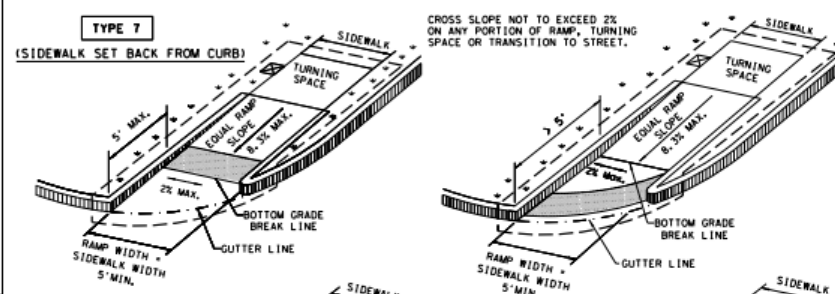 TYPE 7
(SIDEWALK SET BACK FROM CURB)
SIDEWALK
TURNING
SPACE
5' MAX.
EQUAL RAMP
SLOPE
8.3% MAX.
2% MAX.
BOTTOM GRADE
BREAK LINE
GUTTER LINE
RAMP WIDTH =
SIDEWALK WIDTH
5'MIN.
SIDEWALK
CROSS SLOPE NOT TO EXCEED 2%
ON ANY PORTION OF RAMP, TURNING
SPACE OR TRANSITION TO STREET.
SIDEWALK
TURNING
SPACE
> 5'
EQUAL RAMP
SLOPE
8.3% MAX.
2% Max.
BOTTOM GRADE
BREAK LINE
GUTTER LINE
RAMP WIDTH =
SIDEWALK WIDTH
5'MIN.
SIDEWALK